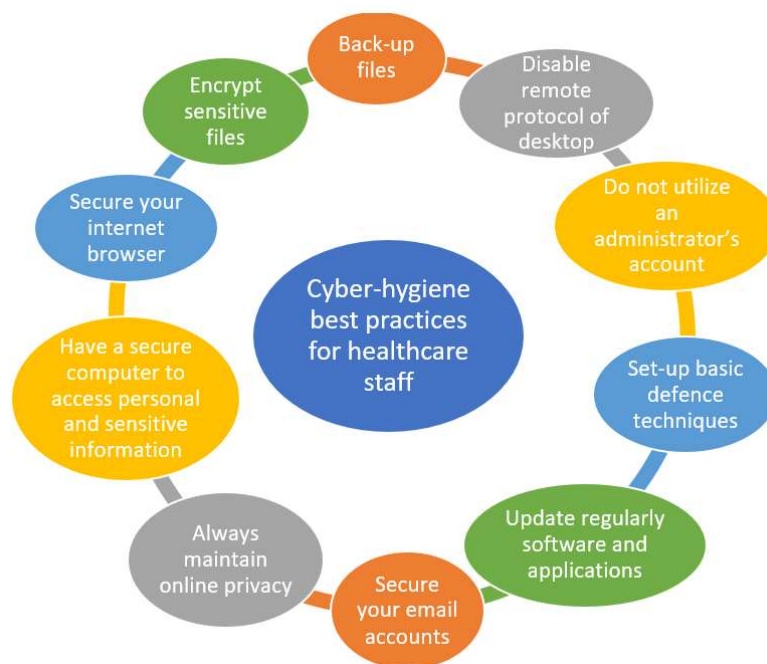 Back-up
files
Disable
remote
protocol of
desktop
Do not utilize
an
administrator's
account
Set-up basic
defence
techniques
Update regularly
software and
applications
Secure
your email
accounts
Always
maintain
online privacy
Have a secure
computer to
access personal
and sensitive
information
Secure your
internet
browser
Encrypt
sensitive
files
Cyber-hygiene
best practices
for healthcare
staff